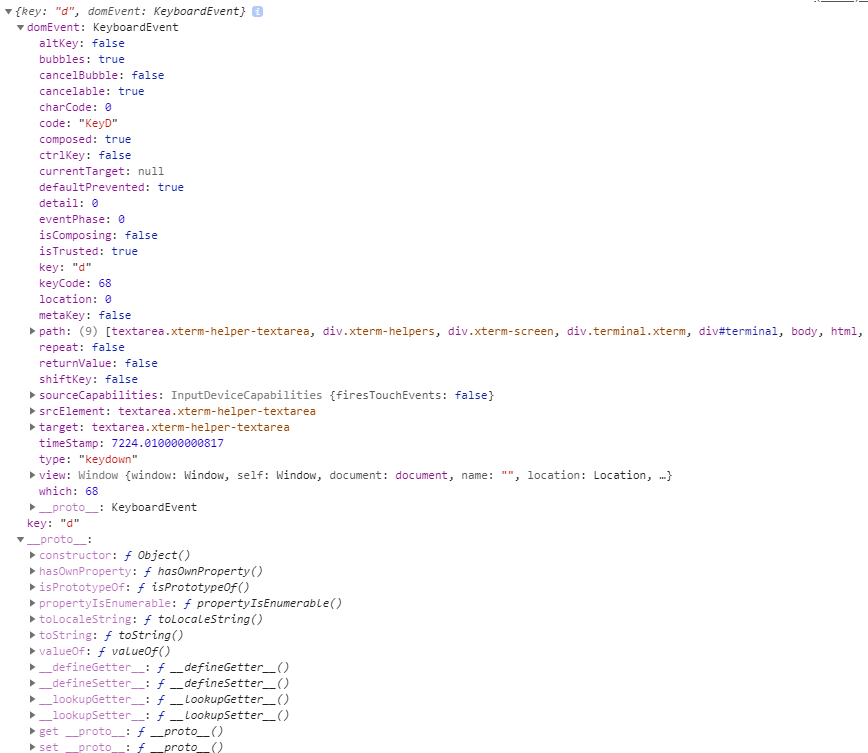 {key: "d", domEvent: KeyboardEvent} i
domEvent: KeyboardEvent
altKey: false
bubbles: true
cancelBubble: false
cancelable: true
charCode: 0
code: "KeyD"
composed: true
ctrlKey: false
currentTarget: null
defaultPrevented: true
detail: 0
eventPhase: 0
isComposing: false
isTrusted: true
key: "d"
keyCode: 68
location: 0
metaKey: false
path: (9) [textarea.xterm-helper-textarea, div.xterm-helpers, div.xterm-screen, div.terminal.xterm, div#terminal, body, html,
repeat: false
returnValue: false
shiftKey: false
sourceCapabilities: InputDeviceCapabilities {firesTouchEvents: false}
srcElement: textarea.xterm-helper-textarea
target: textarea.xterm-helper-textarea
timeStamp: 7224.010000000817
type: "keydown"
view: Window {window: Window, self: Window, document: document, name: "", location: Location, …}
which: 68
__proto__: KeyboardEvent
key: "d"
__proto__:
constructor: ƒ Object()
hasOwnProperty: ƒ hasOwnProperty()
isPrototypeOf: ƒ isPrototypeOf()
propertyIsEnumerable: ƒ propertyIsEnumerable()
toLocaleString: ƒ toLocaleString()
toString: ƒ toString()
valueOf: ƒ valueOf()
__defineGetter__: ƒ __defineGetter__()
__defineSetter__: ƒ __defineSetter__()
__lookupGetter__: ƒ __lookupGetter__()
__lookupSetter__: ƒ __lookupSetter__()
get __proto__: ƒ __proto__()
set __proto__: ƒ __proto__()